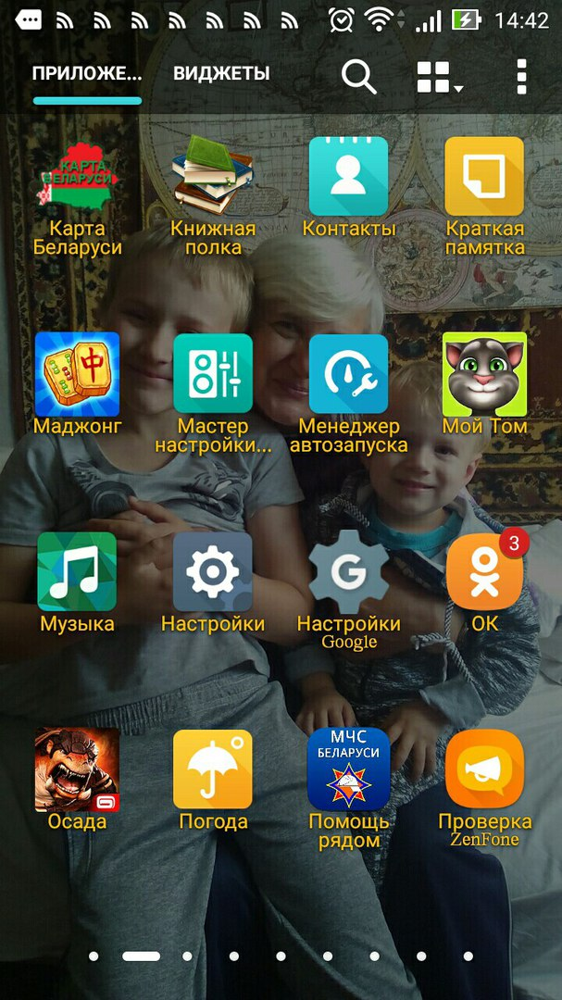 14:42
ПРИЛОЖЕ...
ВИДЖЕТЫ
КАРТА
БЕЛАРУСИ
Карта
Беларуси
Книжная
полка
Контакты
Краткая
памятка
Маджонг
Мастер
настройки...
Менеджер
автозапуска
Мой Том
Музыка
Настройки
G
Настройки
Google
3
ОК
Осада
Погода
МЧС
БЕЛАРУСИ
Помощь
рядом
Проверка
ZenFone